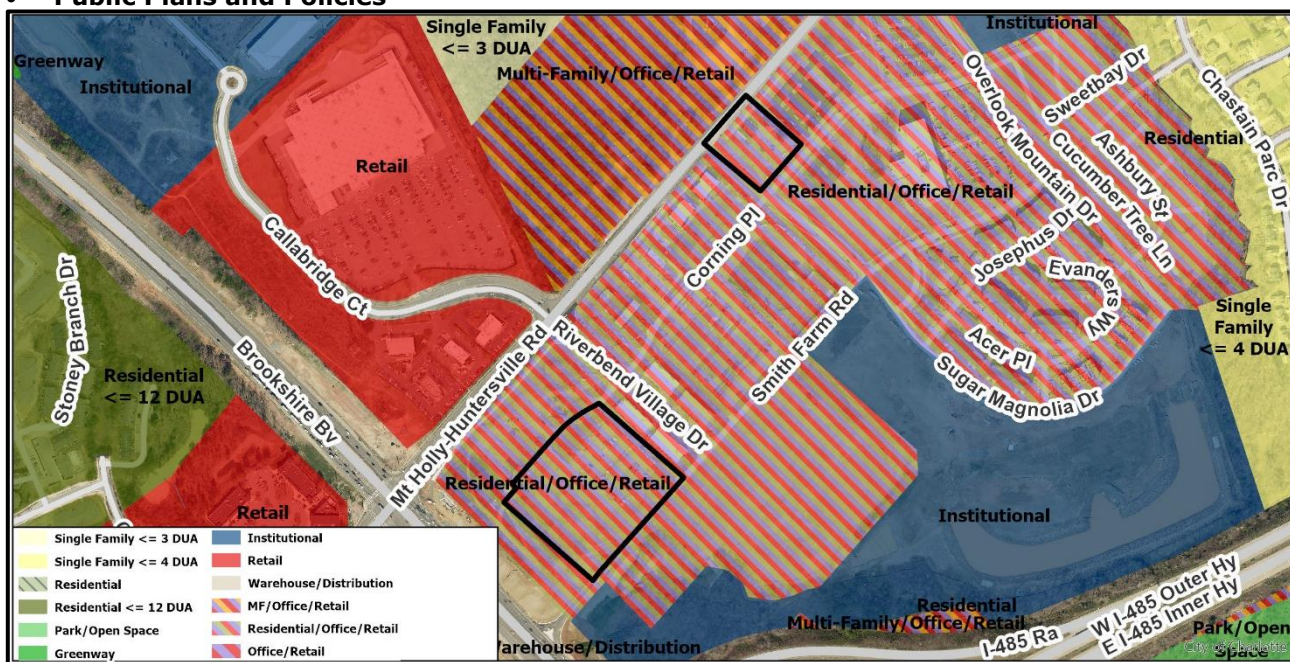 • Public Plans and Policies
Single Family
<= 3 DUA
Institutional
Greenway
Institutional
Multi-Family/Office/Retail
Overlook Mountain Dr
Sweetbay Dr
Chastain Parc Dr
Retail
Residential
Ashbury St
Cucumber Tree Ln
Residential/Office/Retail
Callabridge Ct
Corning Pl
Josephus Dr
Evanders Wy
Stoney Branch Dr
Brookshire Bv
Mt Holly-Huntersville Rd
Riverbend Village Dr
Smith Farm Rd
Acer Pl
Sugar Magnolia Dr
Single
Family
<= 4 DUA
Residential
<= 12 DUA
Residential/Office/Retail
Retail
Institutional
W I-485 Outer Hy
E I-485 Inner Hy
I-485 Ra
Residential
Multi-Family/Office/Retail
Park/Open
Space
City of Charlotte
Warehouse/Distribution
Single Family <= 3 DUA
Single Family <= 4 DUA
Residential
Residential <= 12 DUA
Park/Open Space
Greenway
Institutional
Retail
Warehouse/Distribution
MF/Office/Retail
Residential/Office/Retail
Office/Retail